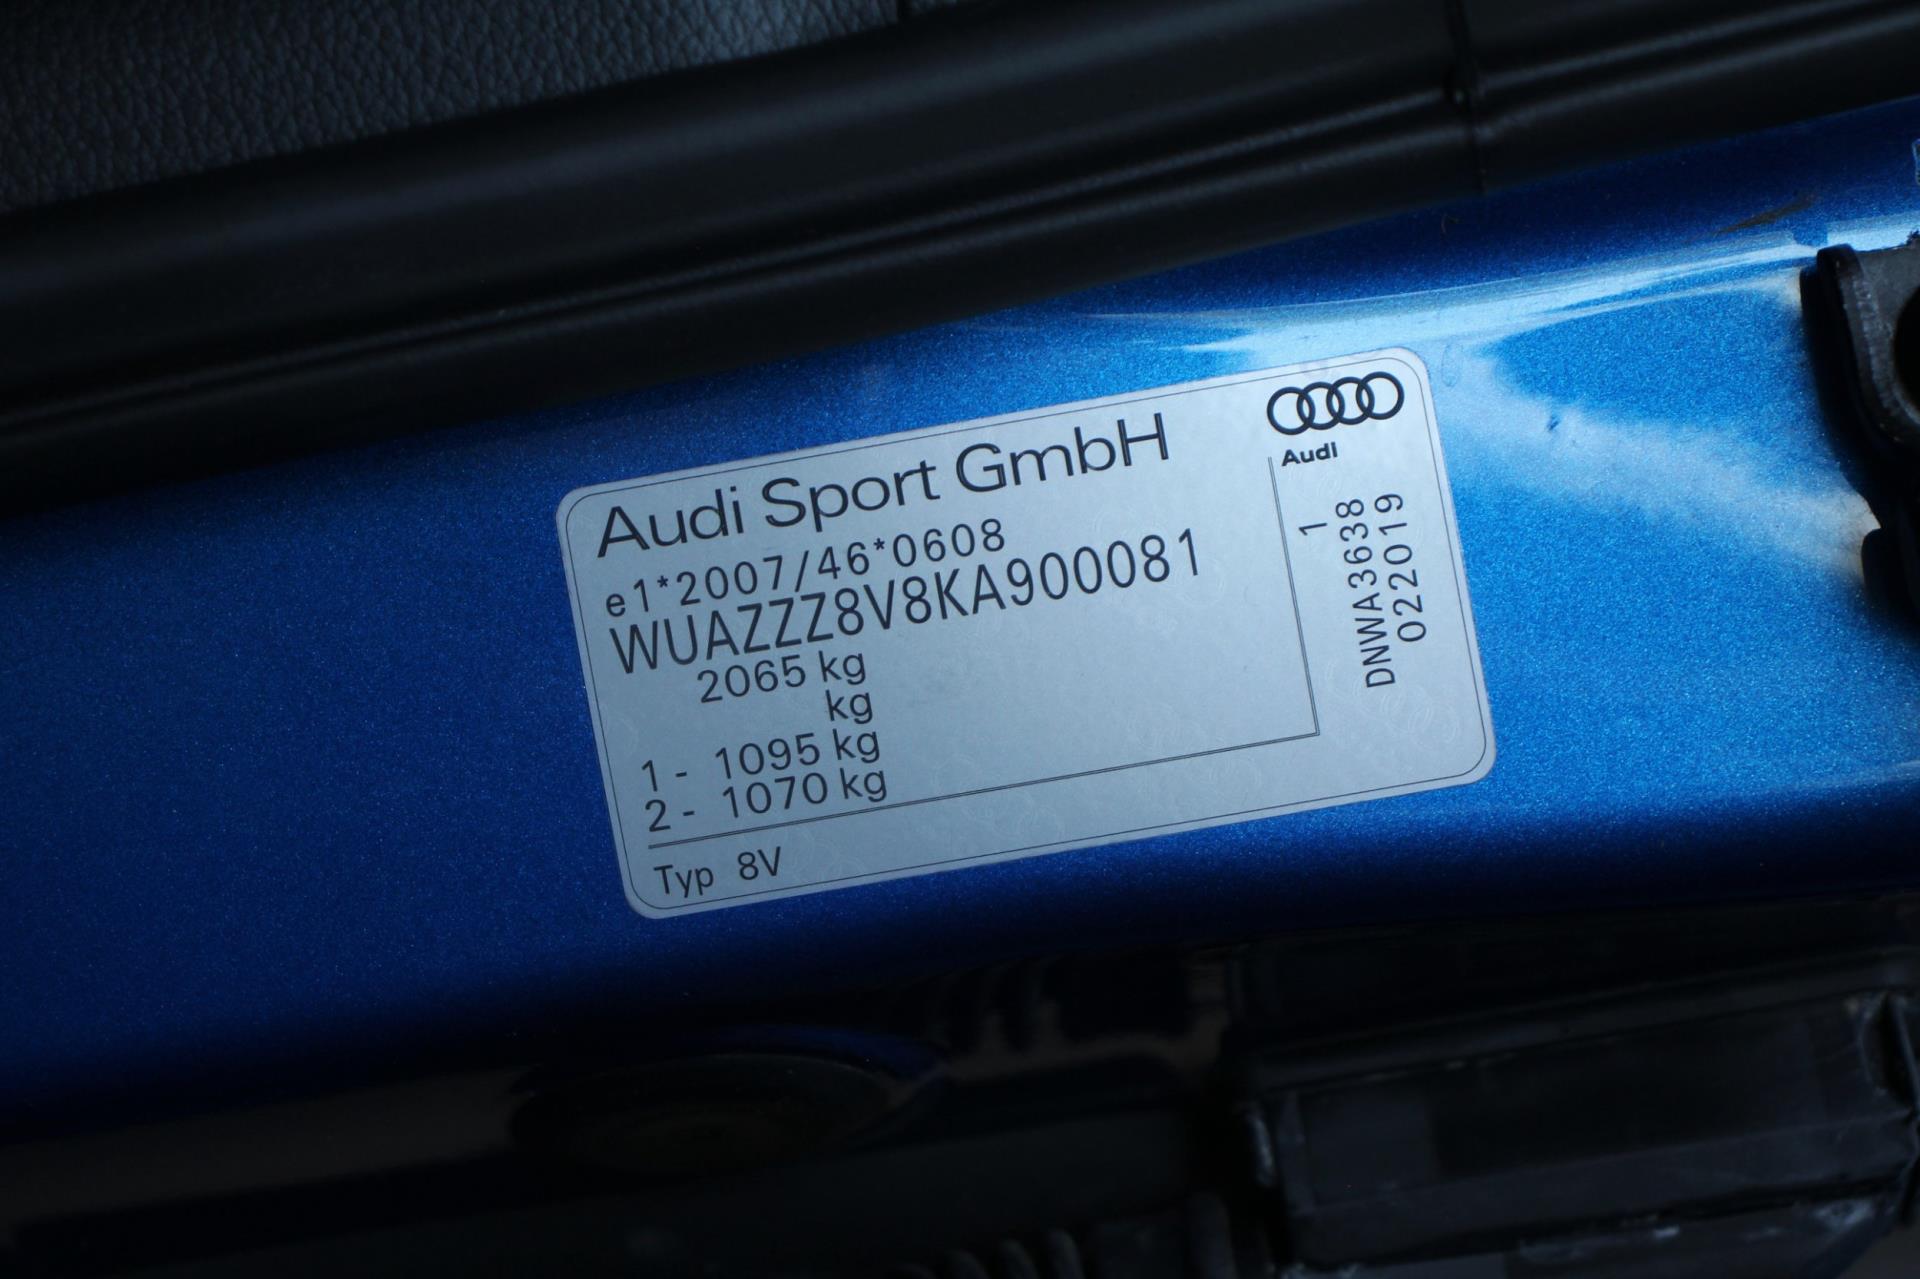 Audi Sport GmbH
e1*2007/46*0608
WUAZZZ8V8KA900081
2065 kg
kg
1 - 1095 kg
2 - 1070 kg
Typ 8V
Audi
1
DNWA3638
022019